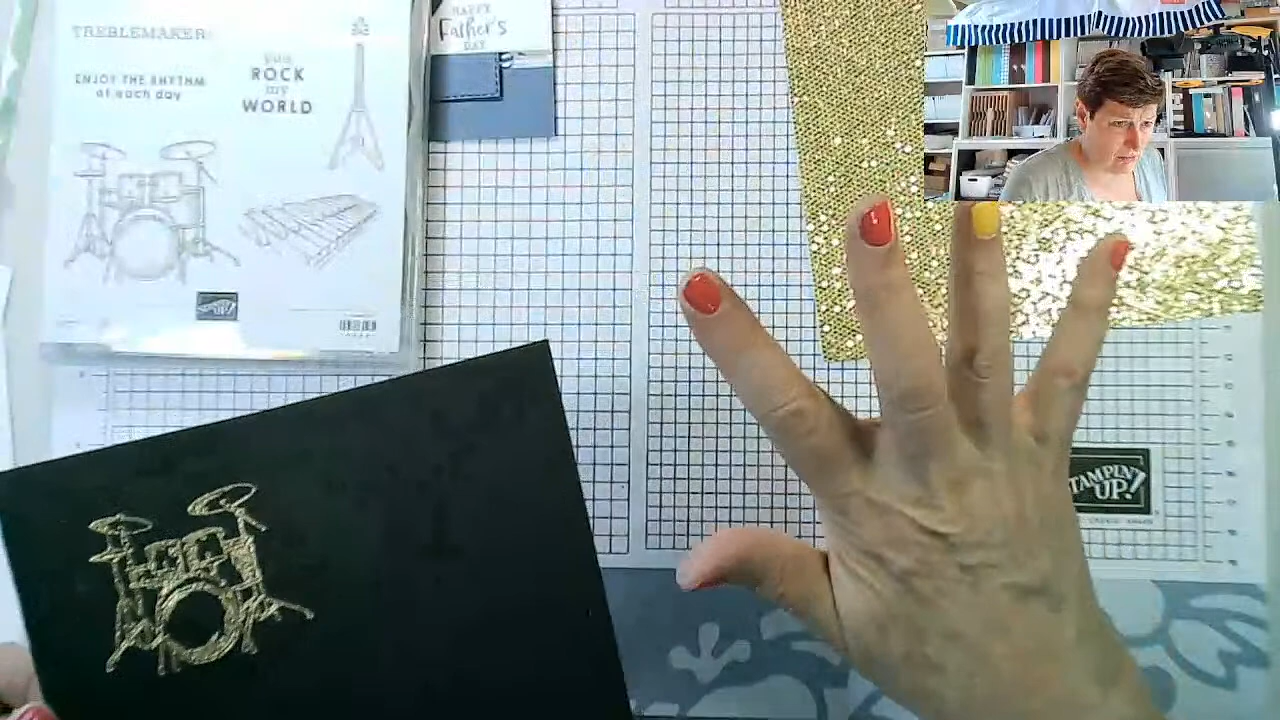 TREBLEMAKER
ENJOY THE RHYTHM
of each day
you
ROCK
my
WORLD
HAPPY
Father's
DAY
STAMPIN'
UP!